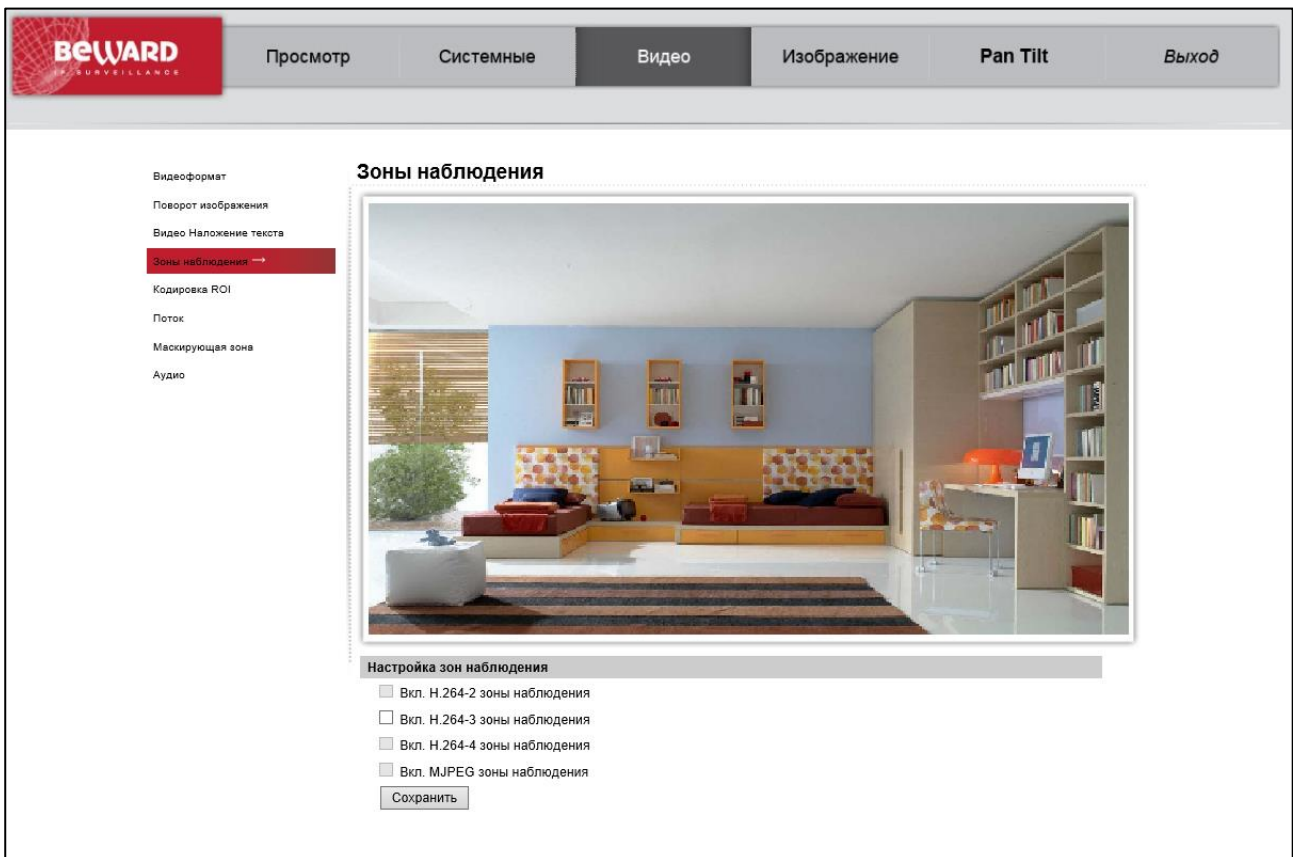 BEWARD
IP SURVEILLANCE
Просмотр Системные Видео Изображение Pan Tilt Выход
Зоны наблюдения
Видеоформат
Поворот изображения
Видео Наложение текста
Зоны наблюдения →
Кодировка ROI
Поток
Маскирующая зона
Аудио
Настройка зон наблюдения
Вкл. H.264-2 зоны наблюдения
Вкл. H.264-3 зоны наблюдения
Вкл. H.264-4 зоны наблюдения
Вкл. MJPEG зоны наблюдения
Сохранить